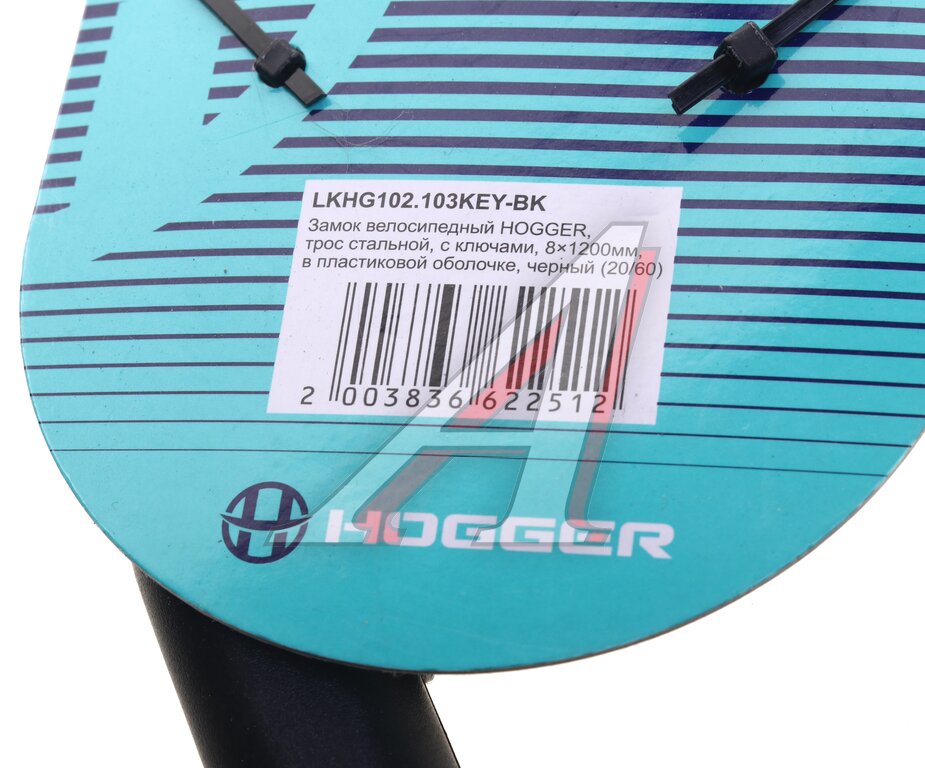 LKHG102.103KEY-BK
Замок велосипедный HOGGER,
трос стальной, с ключами, 8×1200мм,
в пластиковой оболочке, черный (20/60)
2 003836 622512
HOGGER